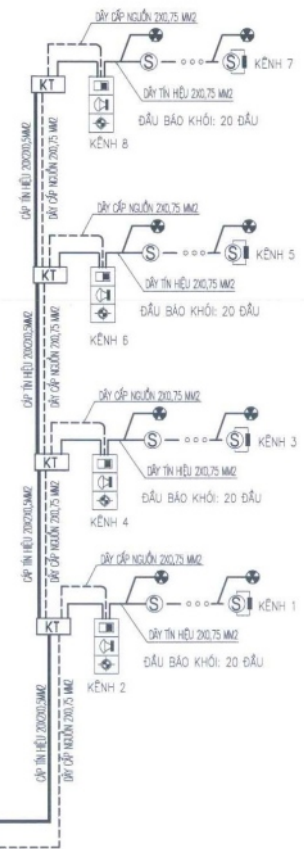 DÂY CẤP NGUỒN 2X0,75 MM2
KT
S
S
KÊNH 7
DÂY TÍN HIỆU 2X0,75 MM2
ĐẦU BÁO KHÓI: 20 ĐẦU
KÊNH 8
CÁP TÍN HIỆU 20X2X0,5MM2
DÂY CẤP NGUỒN 2X0,75 MM2
DÂY CẤP NGUỒN 2X0,75 MM2
KT
S
S
KÊNH 5
DÂY TÍN HIỆU 2X0,75 MM2
ĐẦU BÁO KHÓI: 20 ĐẦU
KÊNH 6
CÁP TÍN HIỆU 20X2X0,5MM2
DÂY CẤP NGUỒN 2X0,75 MM2
DÂY CẤP NGUỒN 2X0,75 MM2
KT
S
S
KÊNH 3
DÂY TÍN HIỆU 2X0,75 MM2
ĐẦU BÁO KHÓI: 20 ĐẦU
KÊNH 4
CÁP TÍN HIỆU 20X2X0,5MM2
DÂY CẤP NGUỒN 2X0,75 MM2
DÂY CẤP NGUỒN 2X0,75 MM2
KT
S
S
KÊNH 1
DÂY TÍN HIỆU 2X0,75 MM2
ĐẦU BÁO KHÓI: 20 ĐẦU
KÊNH 2
CÁP TÍN HIỆU 20X2X0,5MM2
DÂY CẤP NGUỒN 2X0,75 MM2